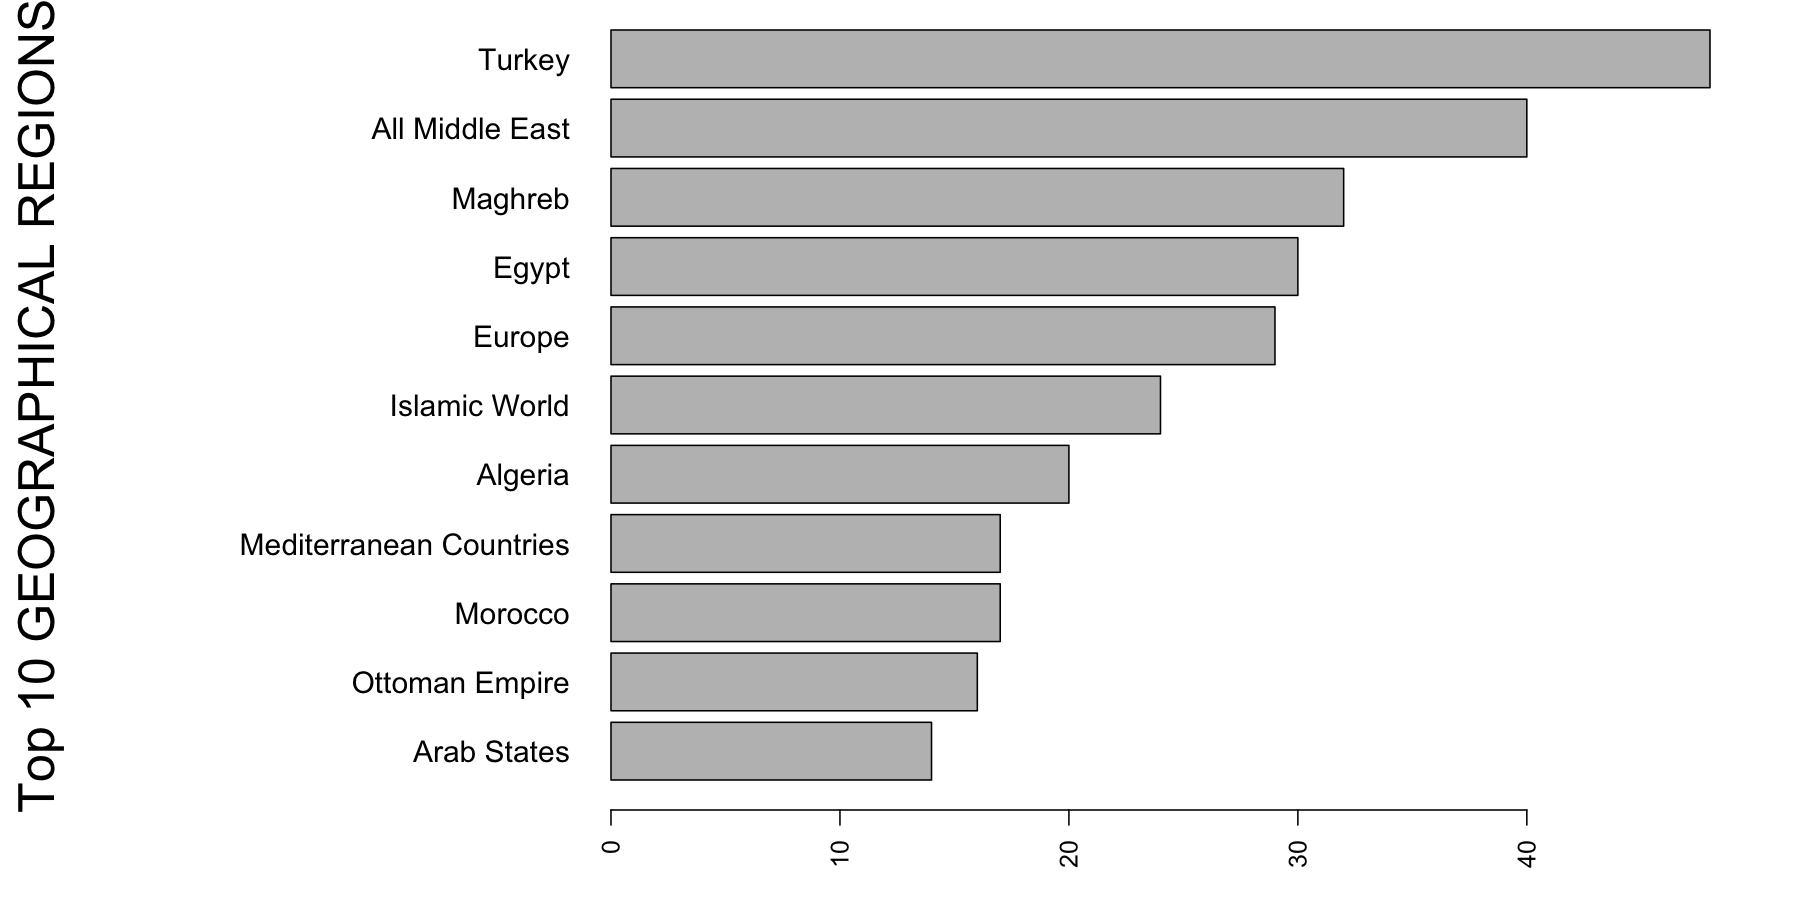 Top 10 GEOGRAPHICAL REGIONS
Turkey
All Middle East
Maghreb
Egypt
Europe
Islamic World
Algeria
Mediterranean Countries
Morocco
Ottoman Empire
Arab States
0 10 20 30 40